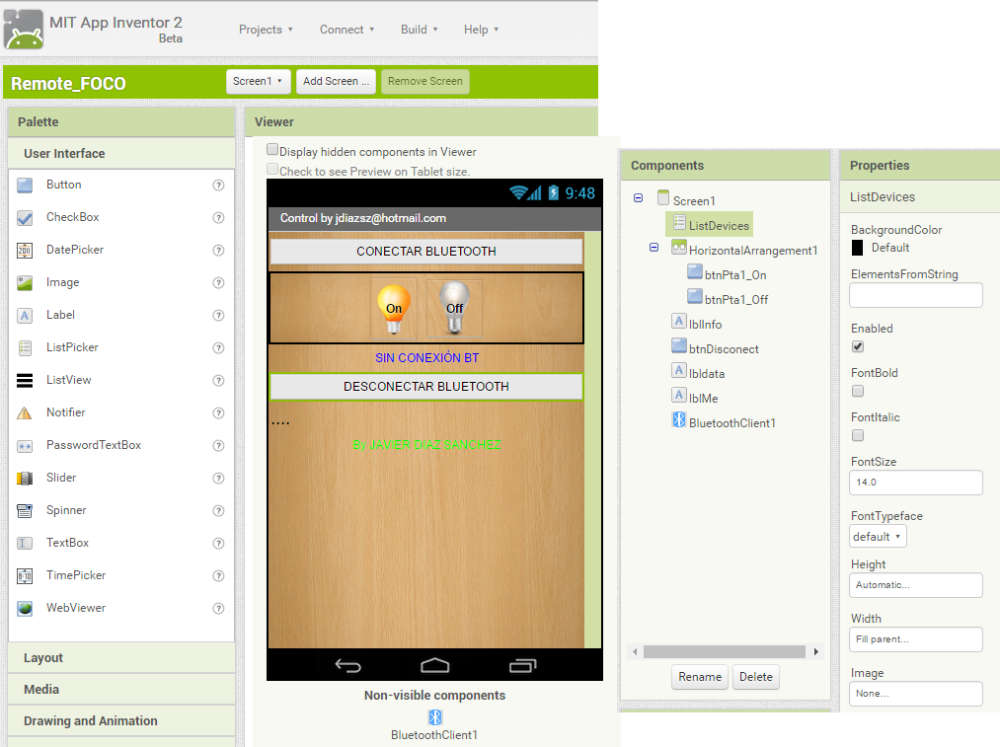 MIT App Inventor 2
Beta
Projects Connect Build Help
Remote_FOCO Screen1 Add Screen ... Remove Screen
Palette
User Interface
Button ?
CheckBox ?
DatePicker ?
Image ?
Label ?
ListPicker ?
ListView ?
Notifier ?
PasswordTextBox ?
Slider ?
Spinner ?
TextBox ?
TimePicker ?
WebViewer ?
Layout
Media
Drawing and Animation
Viewer
Display hidden components in Viewer
Check to see Preview on Tablet size.
9:48
Control by jdiazsz@hotmail.com
CONECTAR BLUETOOTH
On Off
SIN CONEXIÓN BT
DESCONECTAR BLUETOOTH
....
By JAVIER DIAZ SANCHEZ
Non-visible components
BluetoothClient1
Components
Screen1
ListDevices
HorizontalArrangement1
btnPta1_On
btnPta1_Off
lblInfo
btnDisconect
lbldata
lblMe
BluetoothClient1
Rename Delete
Properties
ListDevices
BackgroundColor
Default
ElementsFromString
Enabled
FontBold
FontItalic
FontSize
14.0
FontTypeface
default
Height
Automatic...
Width
Fill parent...
Image
None...